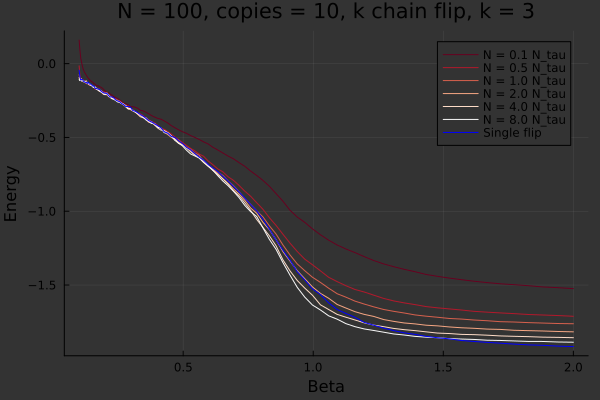 N = 100, copies = 10, k chain flip, k = 3
Energy
0.0
−0.5
−1.0
−1.5
N = 0.1 N_tau
N = 0.5 N_tau
N = 1.0 N_tau
N = 2.0 N_tau
N = 4.0 N_tau
N = 8.0 N_tau
Single flip
0.5 1.0 1.5 2.0
Beta